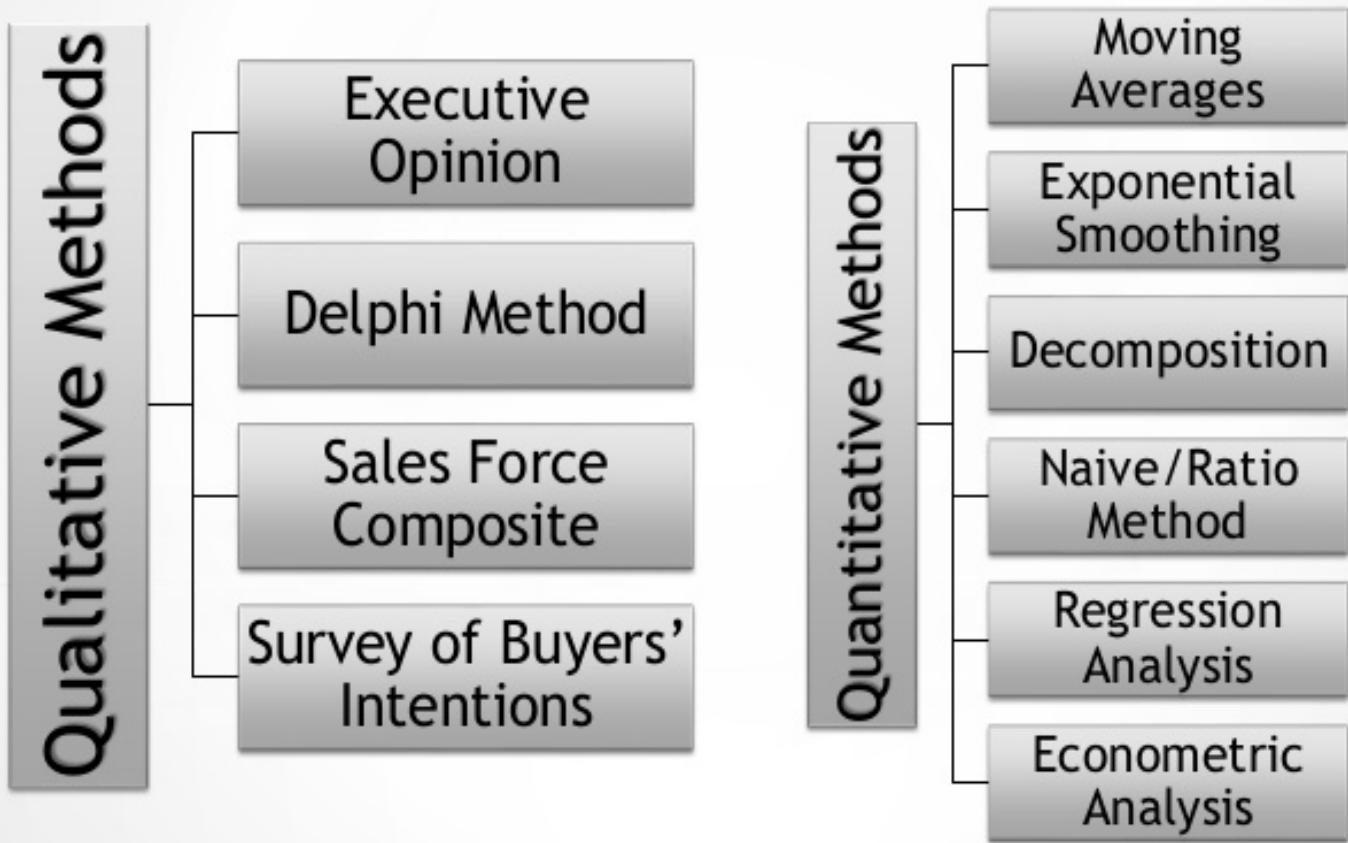 Qualitative Methods
Executive
Opinion
Delphi Method
Sales Force
Composite
Survey of Buyers’
Intentions
Quantitative Methods
Moving
Averages
Exponential
Smoothing
Decomposition
Naive/Ratio
Method
Regression
Analysis
Econometric
Analysis